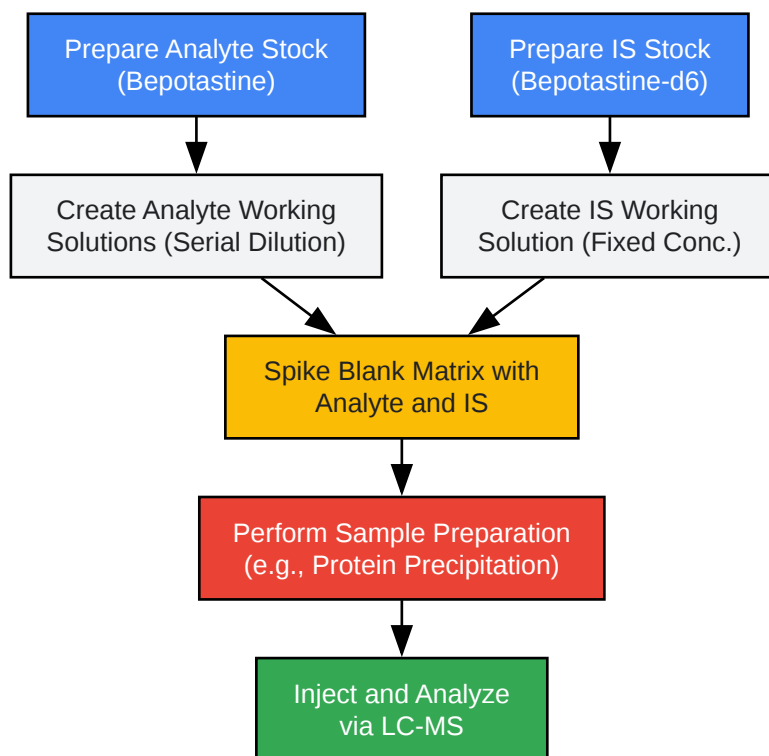 Prepare Analyte Stock
(Bepotastine)
Prepare IS Stock
(Bepotastine-d6)
Create Analyte Working
Solutions (Serial Dilution)
Create IS Working
Solution (Fixed Conc.)
Spike Blank Matrix with
Analyte and IS
Perform Sample Preparation
(e.g., Protein Precipitation)
Inject and Analyze
via LC-MS